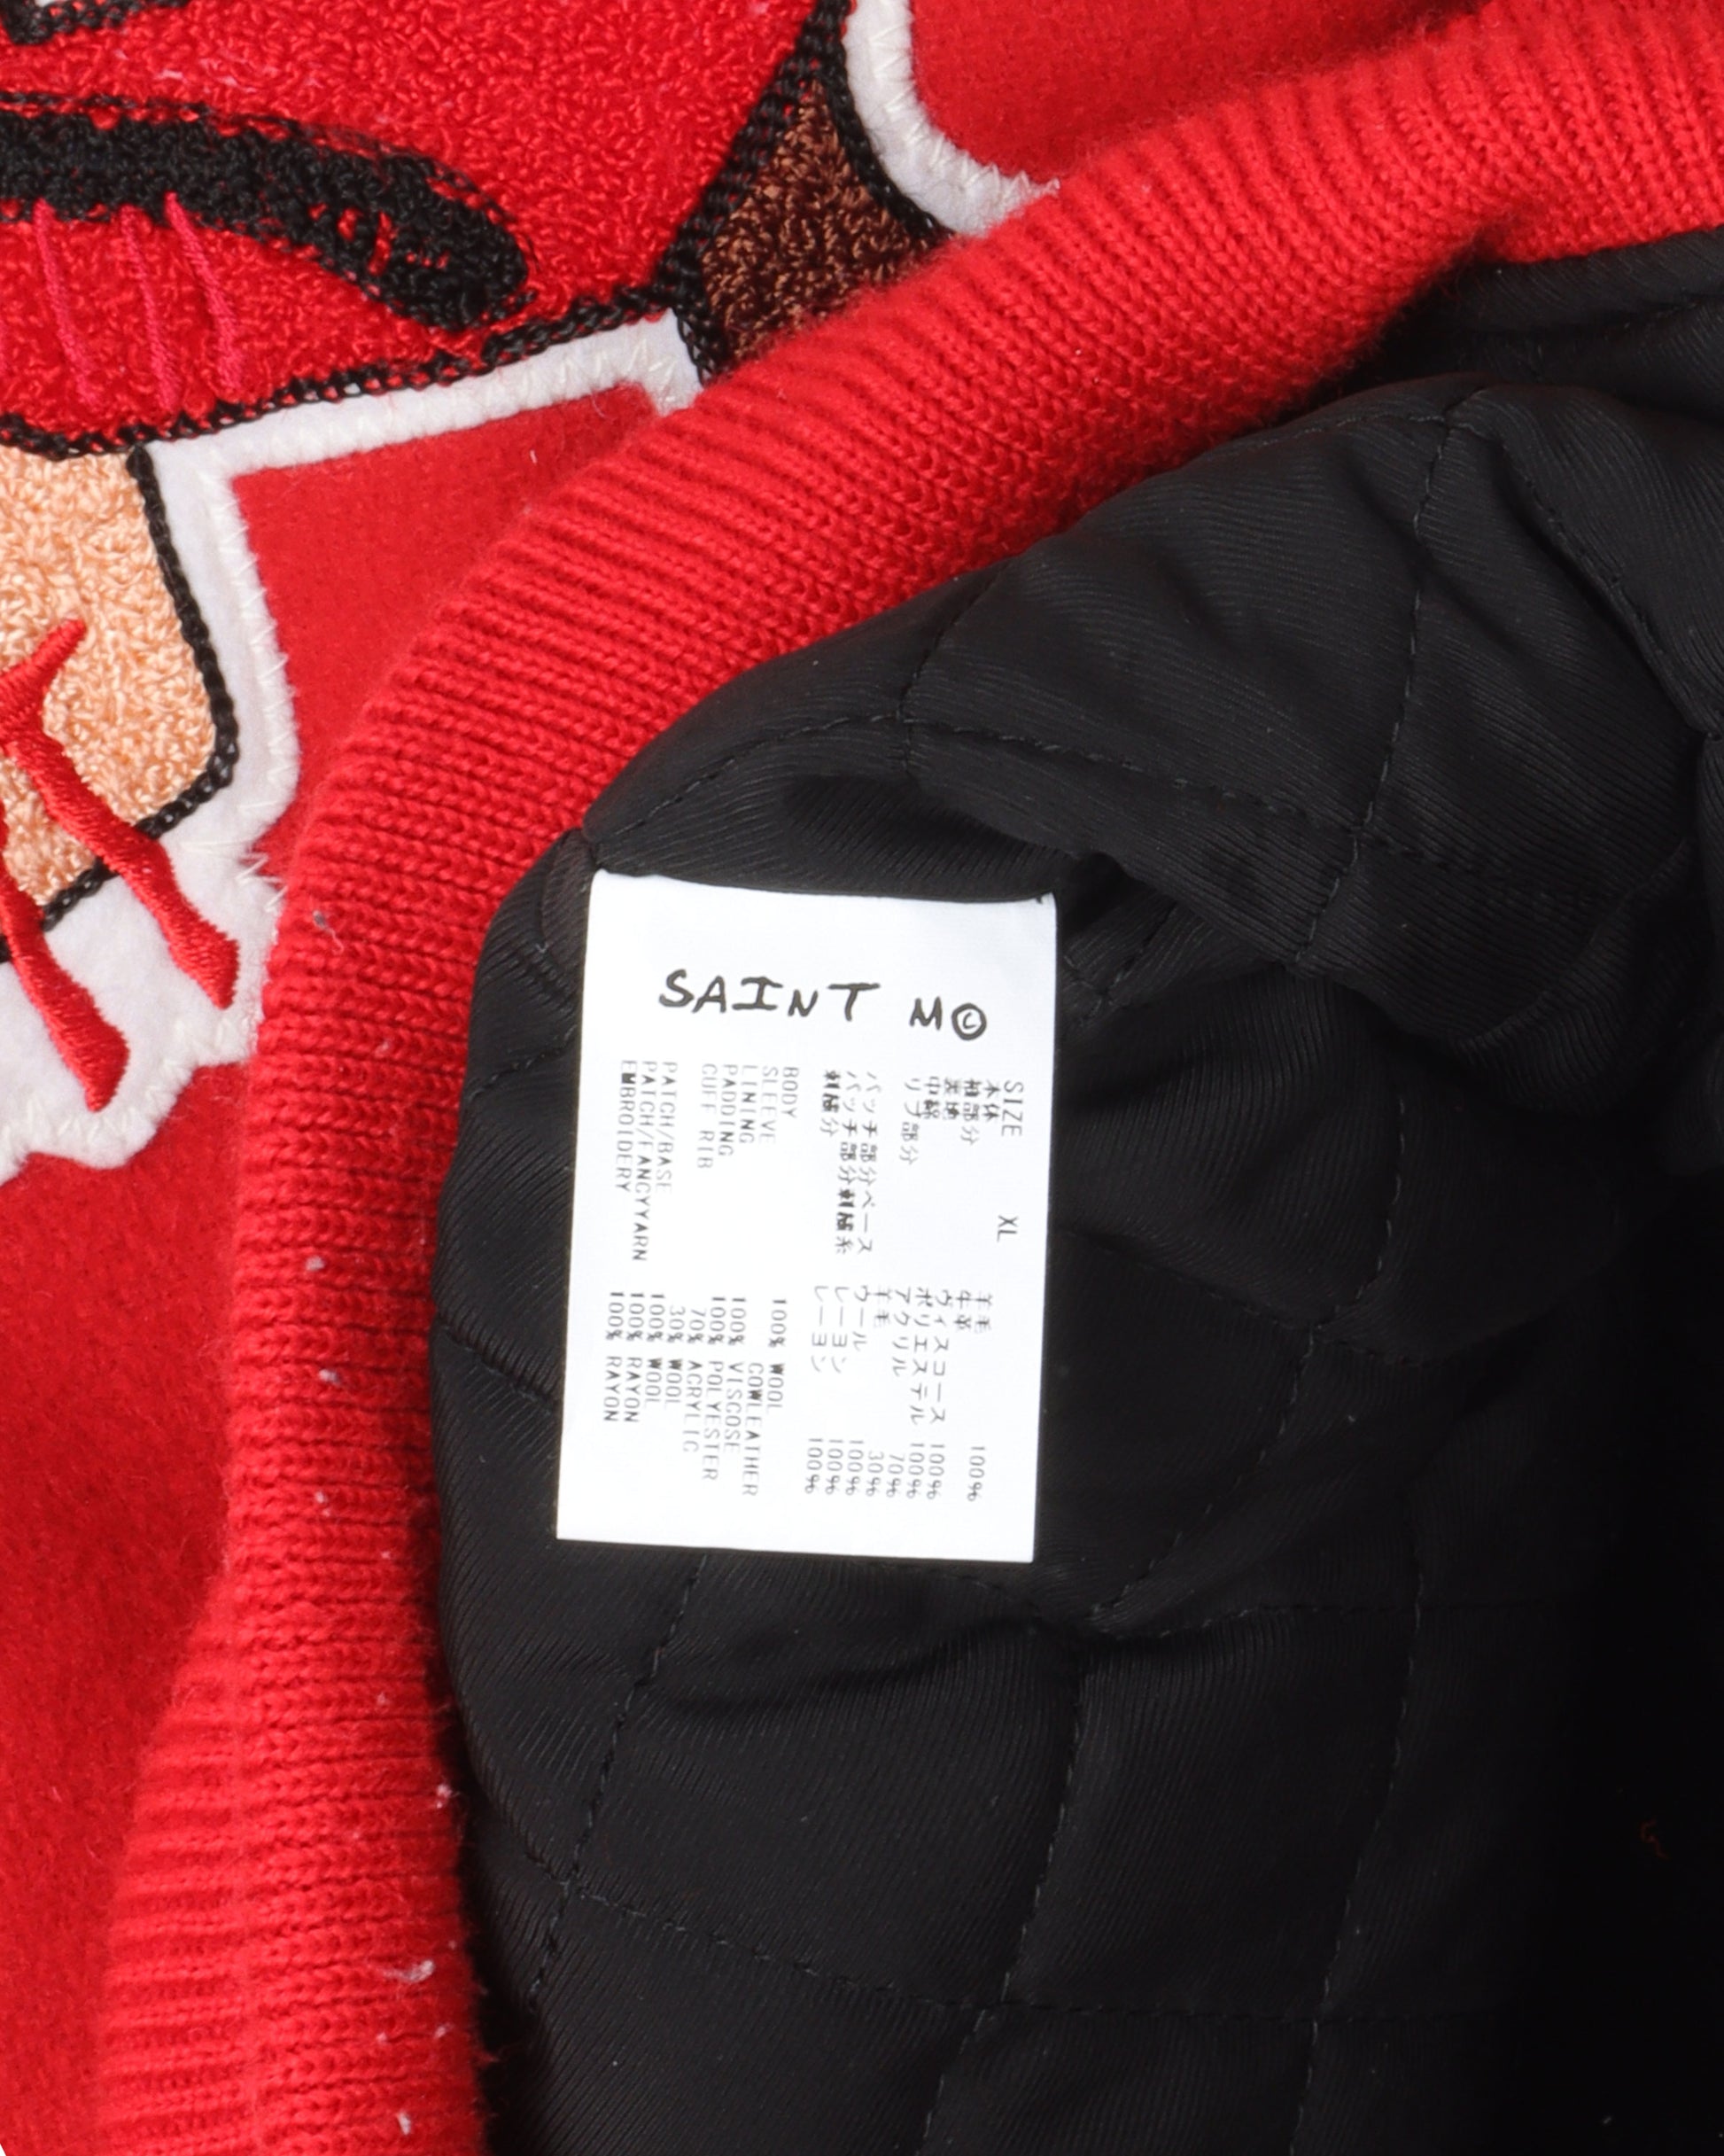 SAINT M©
SIZE XL
本体 羊毛 100%
袖部分 牛革
裏地 ヴィスコース 100%
中綿 ポリエステル 100%
リブ部分 アクリル 70%
羊毛 30%
パッチ部分ベース ウール 100%
パッチ部分刺繍糸 レーヨン 100%
刺繍分 レーヨン 100%
BODY 100% WOOL
SLEEVE COWLEATHER
LINING 100% VISCOSE
PADDING 100% POLYESTER
CUFF RIB 70% ACRYLIC
30% WOOL
PATCH/BASE 100% WOOL
PATCH/FANCYYARN 100% RAYON
EMBROIDERY 100% RAYON